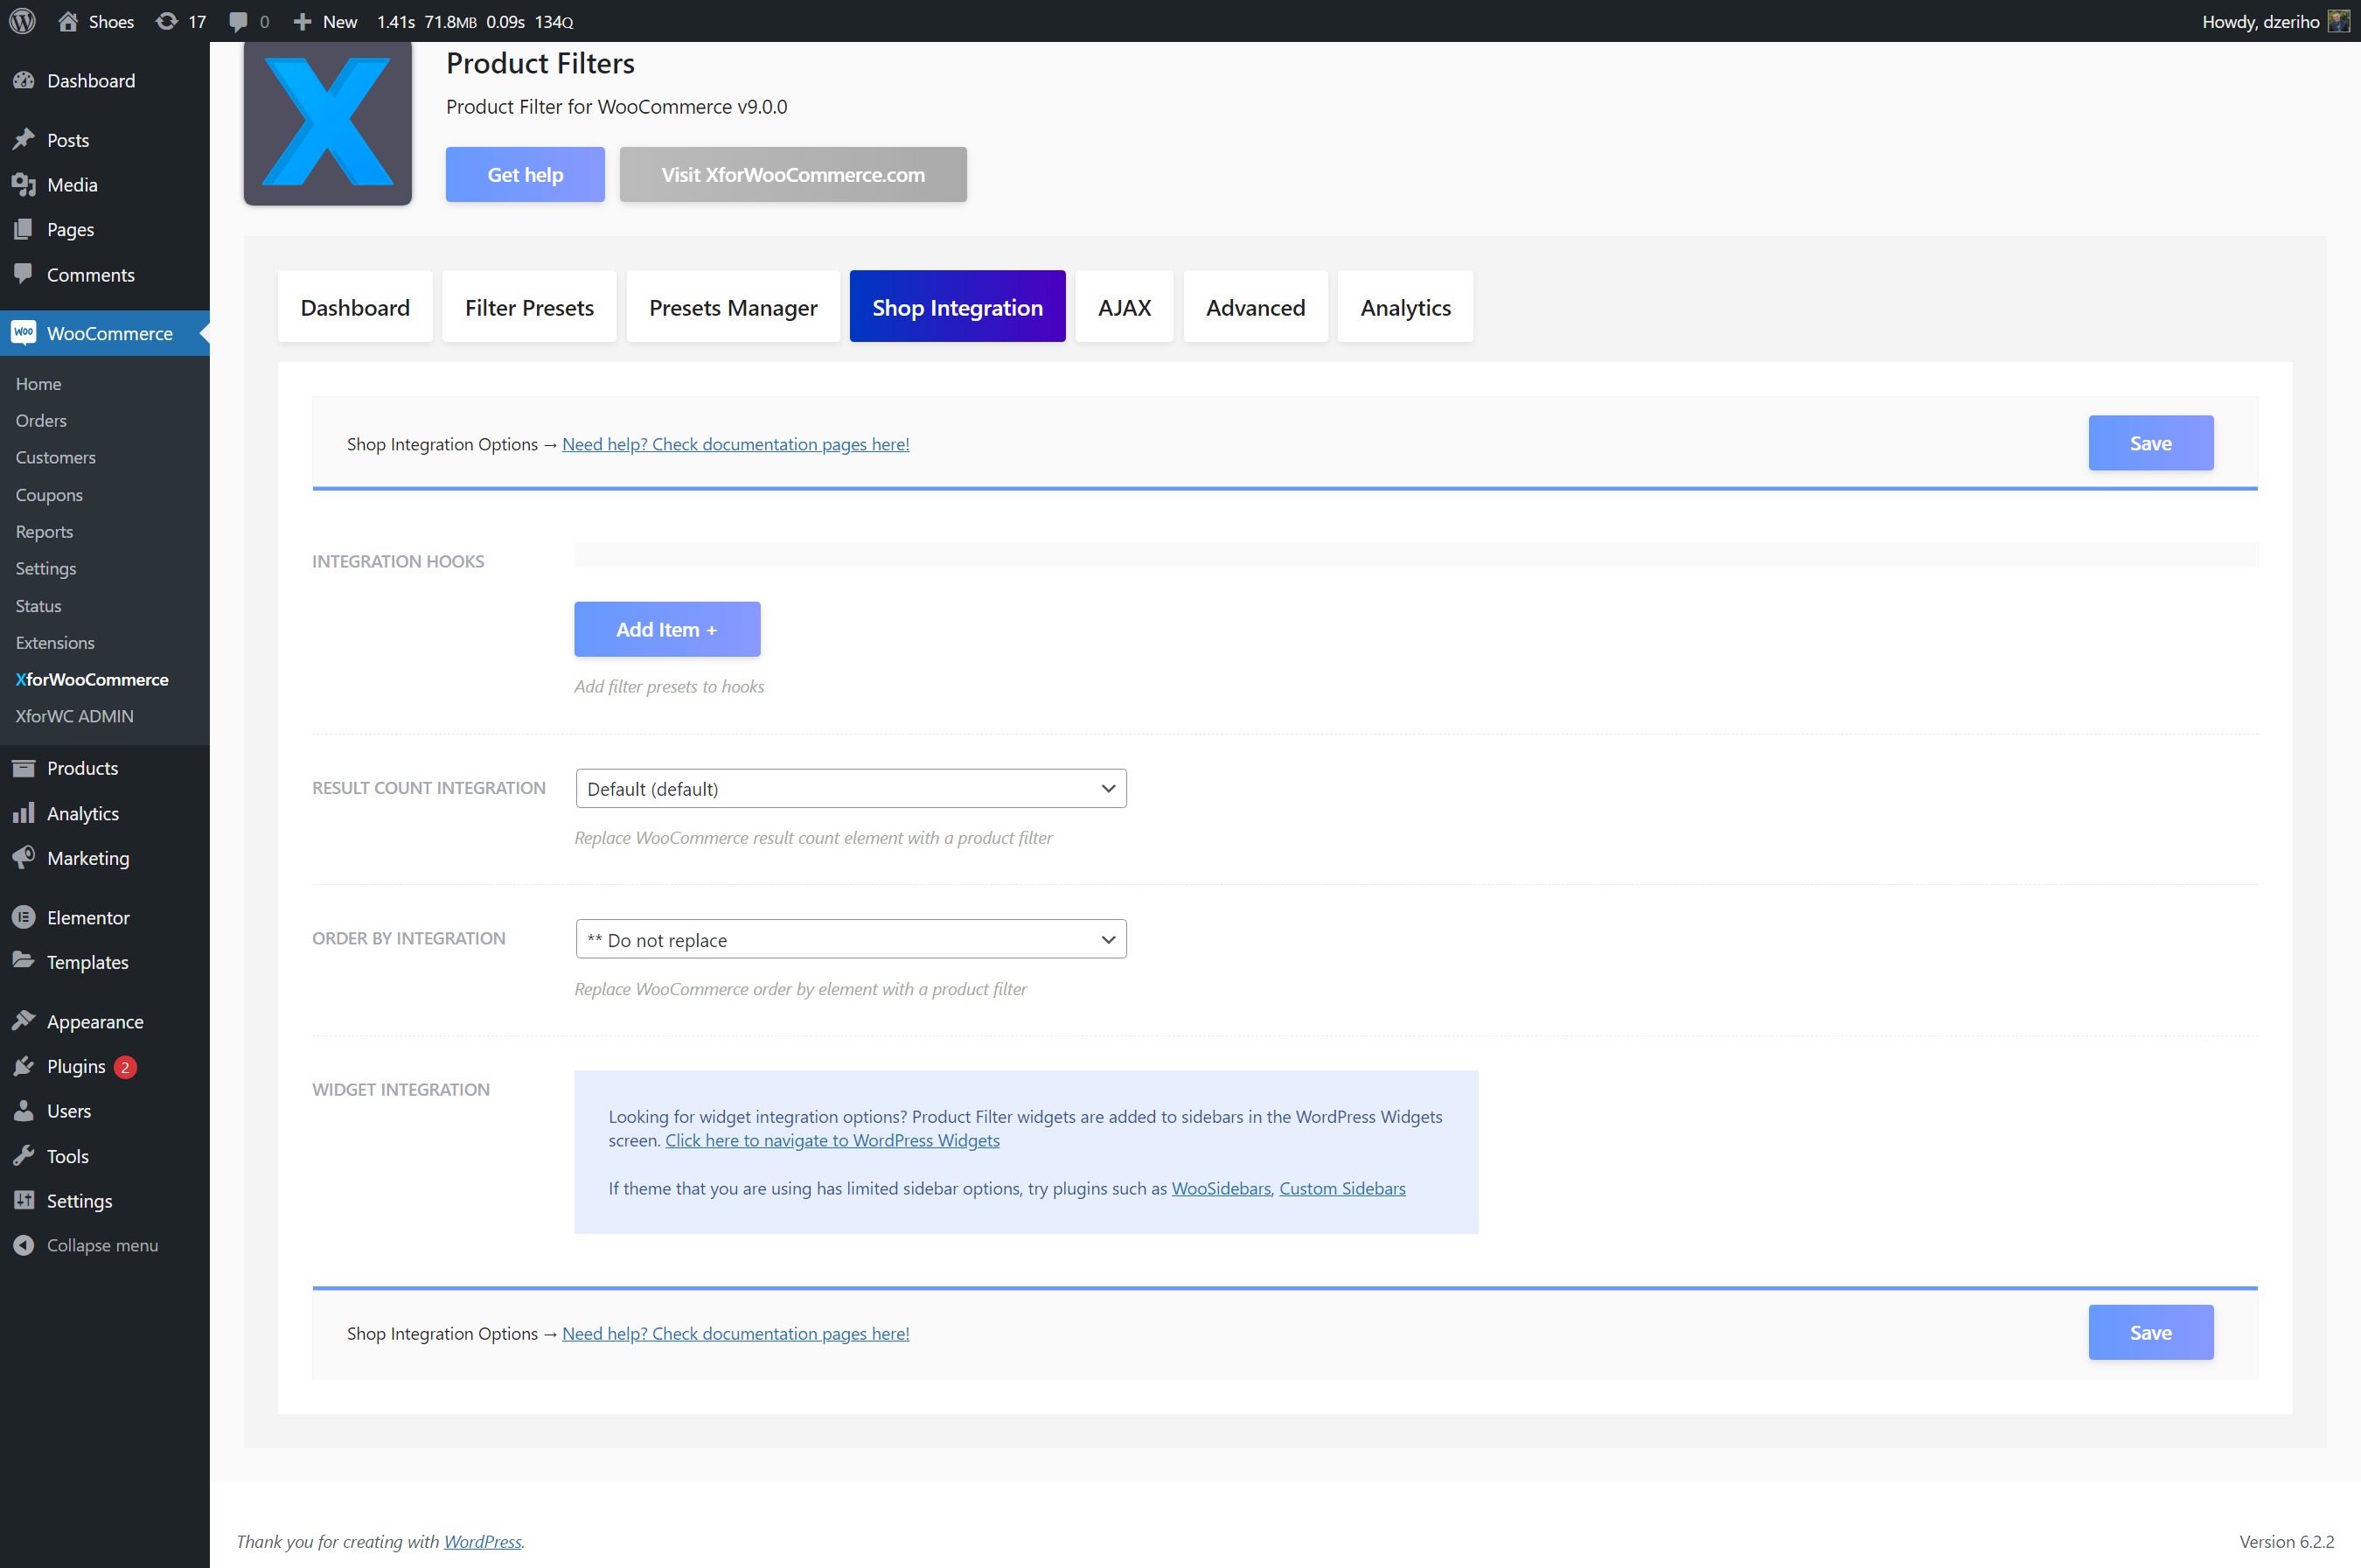 Shoes 17 0 New 1.41s 71.8MB 0.09s 134Q Howdy, dzeriho
Dashboard
Posts
Media
Pages
Comments
Woo WooCommerce
Home
Orders
Customers
Coupons
Reports
Settings
Status
Extensions
XforWooCommerce
XforWC ADMIN
Products
Analytics
Marketing
Elementor
Templates
Appearance
Plugins 2
Users
Tools
Settings
Collapse menu
Product Filters
Product Filter for WooCommerce v9.0.0
Get help Visit XforWooCommerce.com
Dashboard Filter Presets Presets Manager Shop Integration AJAX Advanced Analytics
Shop Integration Options → Need help? Check documentation pages here! Save
INTEGRATION HOOKS
Add Item +
Add filter presets to hooks
RESULT COUNT INTEGRATION Default (default)
Replace WooCommerce result count element with a product filter
ORDER BY INTEGRATION ** Do not replace
Replace WooCommerce order by element with a product filter
WIDGET INTEGRATION
Looking for widget integration options? Product Filter widgets are added to sidebars in the WordPress Widgets
screen. Click here to navigate to WordPress Widgets
If theme that you are using has limited sidebar options, try plugins such as WooSidebars, Custom Sidebars
Shop Integration Options → Need help? Check documentation pages here! Save
Thank you for creating with WordPress. Version 6.2.2